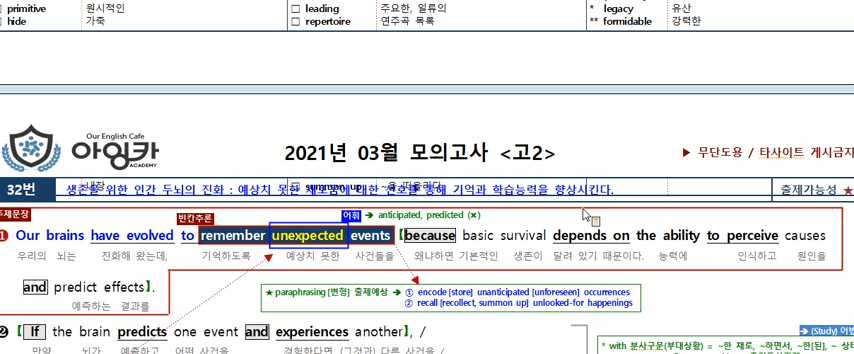 primitive 원시적인 □ leading 주요한, 일류의 * legacy 유산
hide 가죽 □ repertoire 연주곡 목록 ** formidable 강력한
Our English Cafe
아잉카
ACADEMY
2021년 03월 모의고사 <고2>
▶ 무단도용 / 타사이트 게시금지
32번 생존을 위한 인간 두뇌의 진화 : 예상치 못한 새로움에 대한 선호를 통해 기억과 학습능력을 향상시킨다. 출제가능성 ★
주제문장 빈칸추론 어휘 ➔ anticipated, predicted (×)
❶ Our brains have evolved to remember unexpected events 【because basic survival depends on the ability to perceive causes
우리의 뇌는 진화해 왔는데, 기억하도록 예상치 못한 사건들을 왜냐하면 기본적인 생존이 달려 있기 때문이다. 능력에 인식하고 원인을
and predict effects】.
예측하는 결과를
★ paraphrasing [변형] 출제예상 ➔ ① encode [store] unanticipated [unforeseen] occurrences
② recall [recollect, summon up] unlooked-for happenings
❷ 【If the brain predicts one event and experiences another】, /
만약 뇌가 예측하고 어떤 사건을 경험한다면 (그것과) 다른 사건을 /
➔ (Study) 어법
* with 분사구문(부대상황) = ~한 채로, ~하면서, ~한(된), ~ 상태